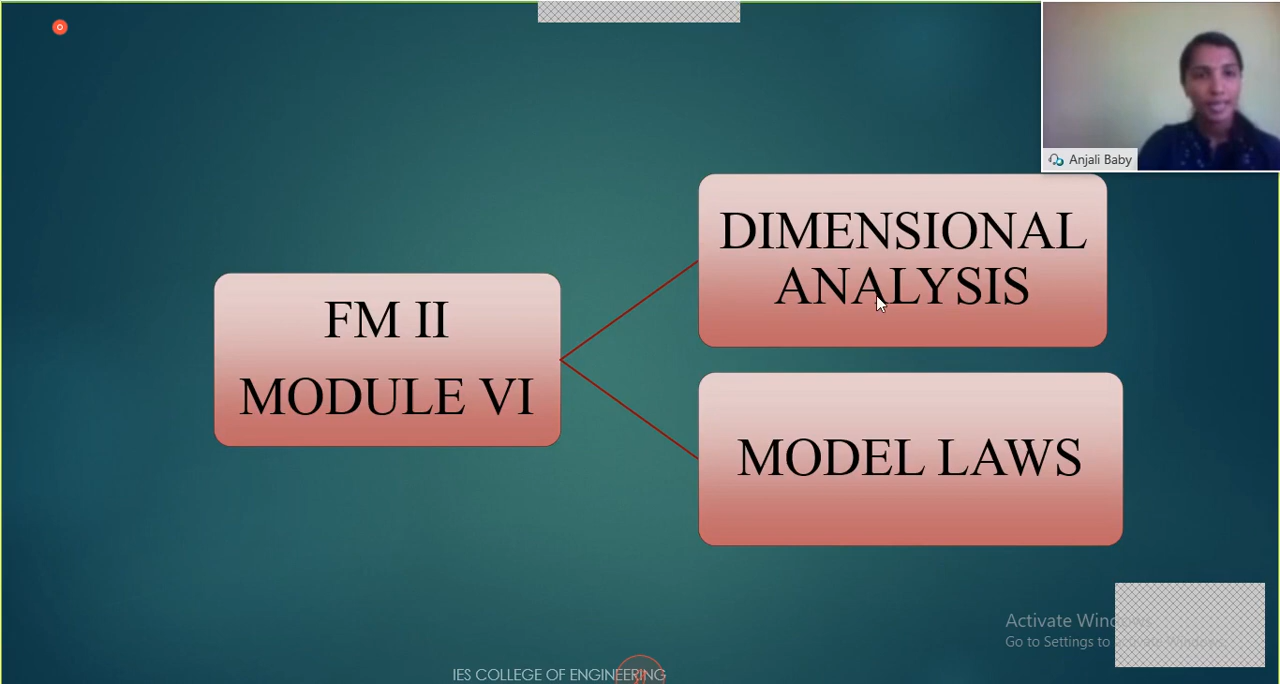 Anjali Baby
DIMENSIONAL
ANALYSIS
FM II
MODULE VI
MODEL LAWS
Activate
Go to Settings to
IES COLLEGE OF ENGINEERING